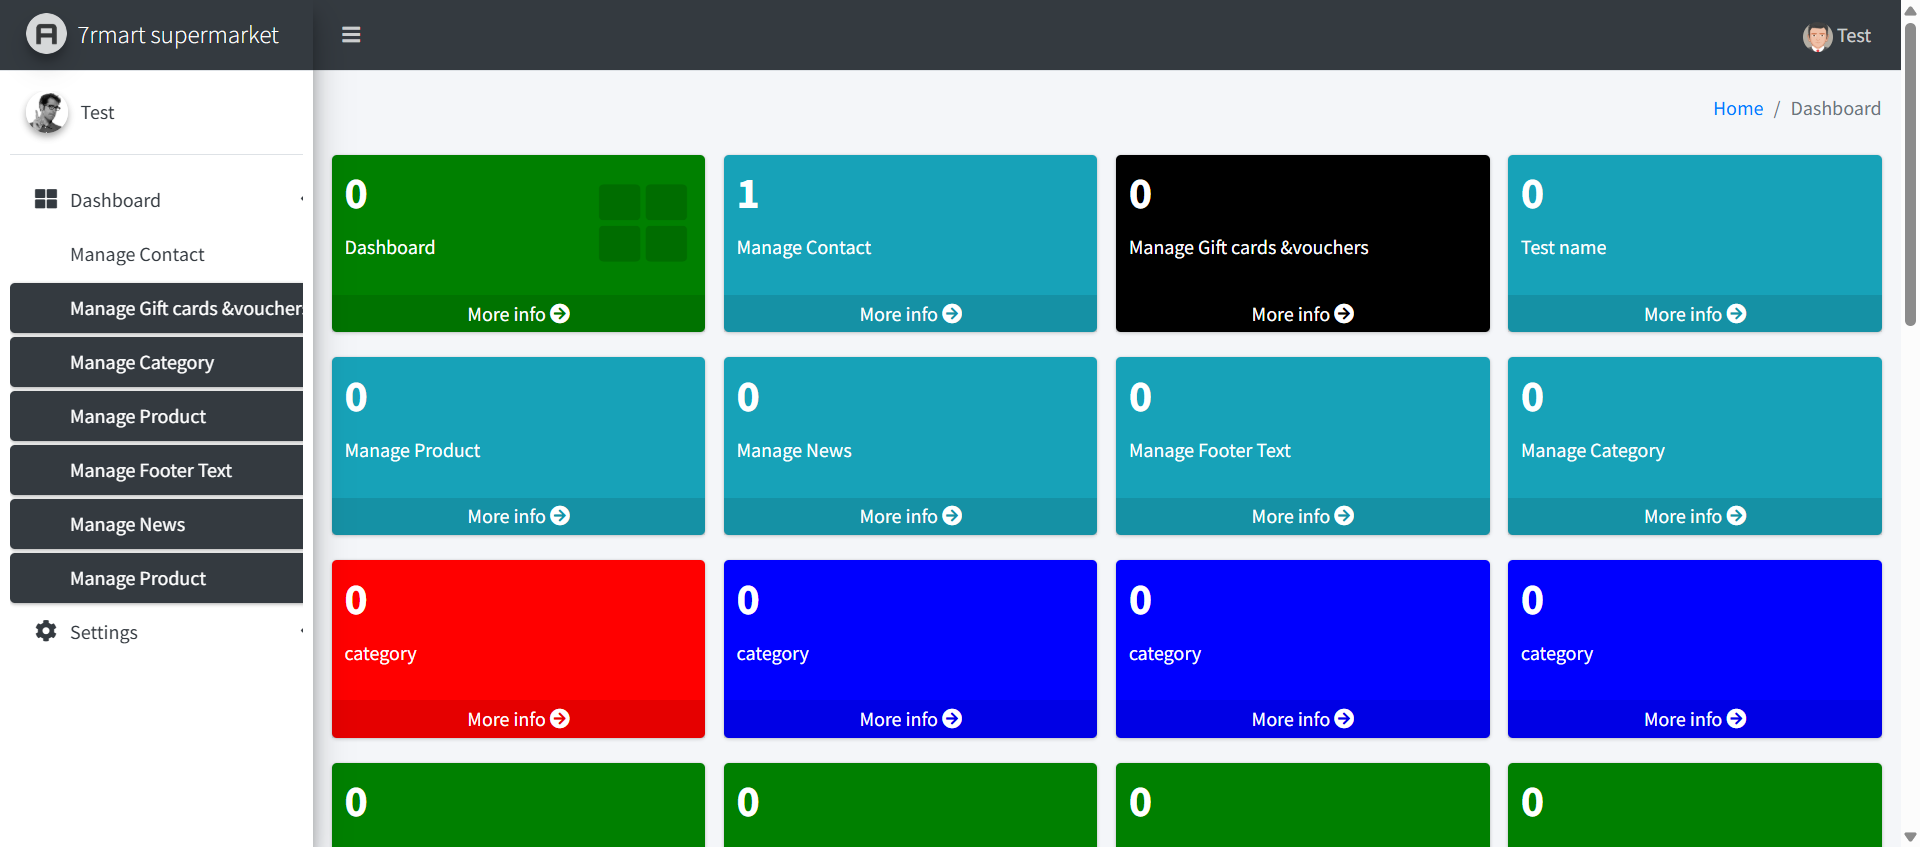 7rmart supermarket
Test
Test
Home / Dashboard
Dashboard
Manage Contact
Manage Gift cards &voucher
Manage Category
Manage Product
Manage Footer Text
Manage News
Manage Product
Settings
0
Dashboard
More info
1
Manage Contact
More info
0
Manage Gift cards &vouchers
More info
0
Test name
More info
0
Manage Product
More info
0
Manage News
More info
0
Manage Footer Text
More info
0
Manage Category
More info
0
category
More info
0
category
More info
0
category
More info
0
category
More info
0
0
0
0